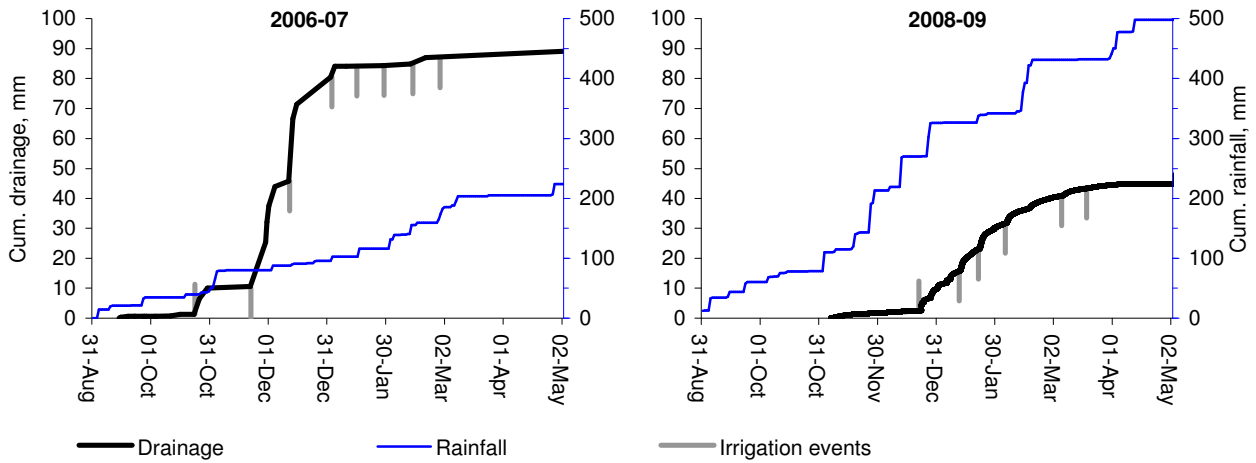 2006-07
2008-09
100
90
80
70
60
50
40
30
20
10
0
Cum. drainage, mm
500
400
300
200
100
0
31-Aug
01-Oct
31-Oct
01-Dec
31-Dec
30-Jan
02-Mar
01-Apr
02-May
100
90
80
70
60
50
40
30
20
10
0
500
400
300
200
100
0
Cum. rainfall, mm
31-Aug
01-Oct
31-Oct
30-Nov
31-Dec
30-Jan
02-Mar
01-Apr
02-May
Drainage
Rainfall
Irrigation events